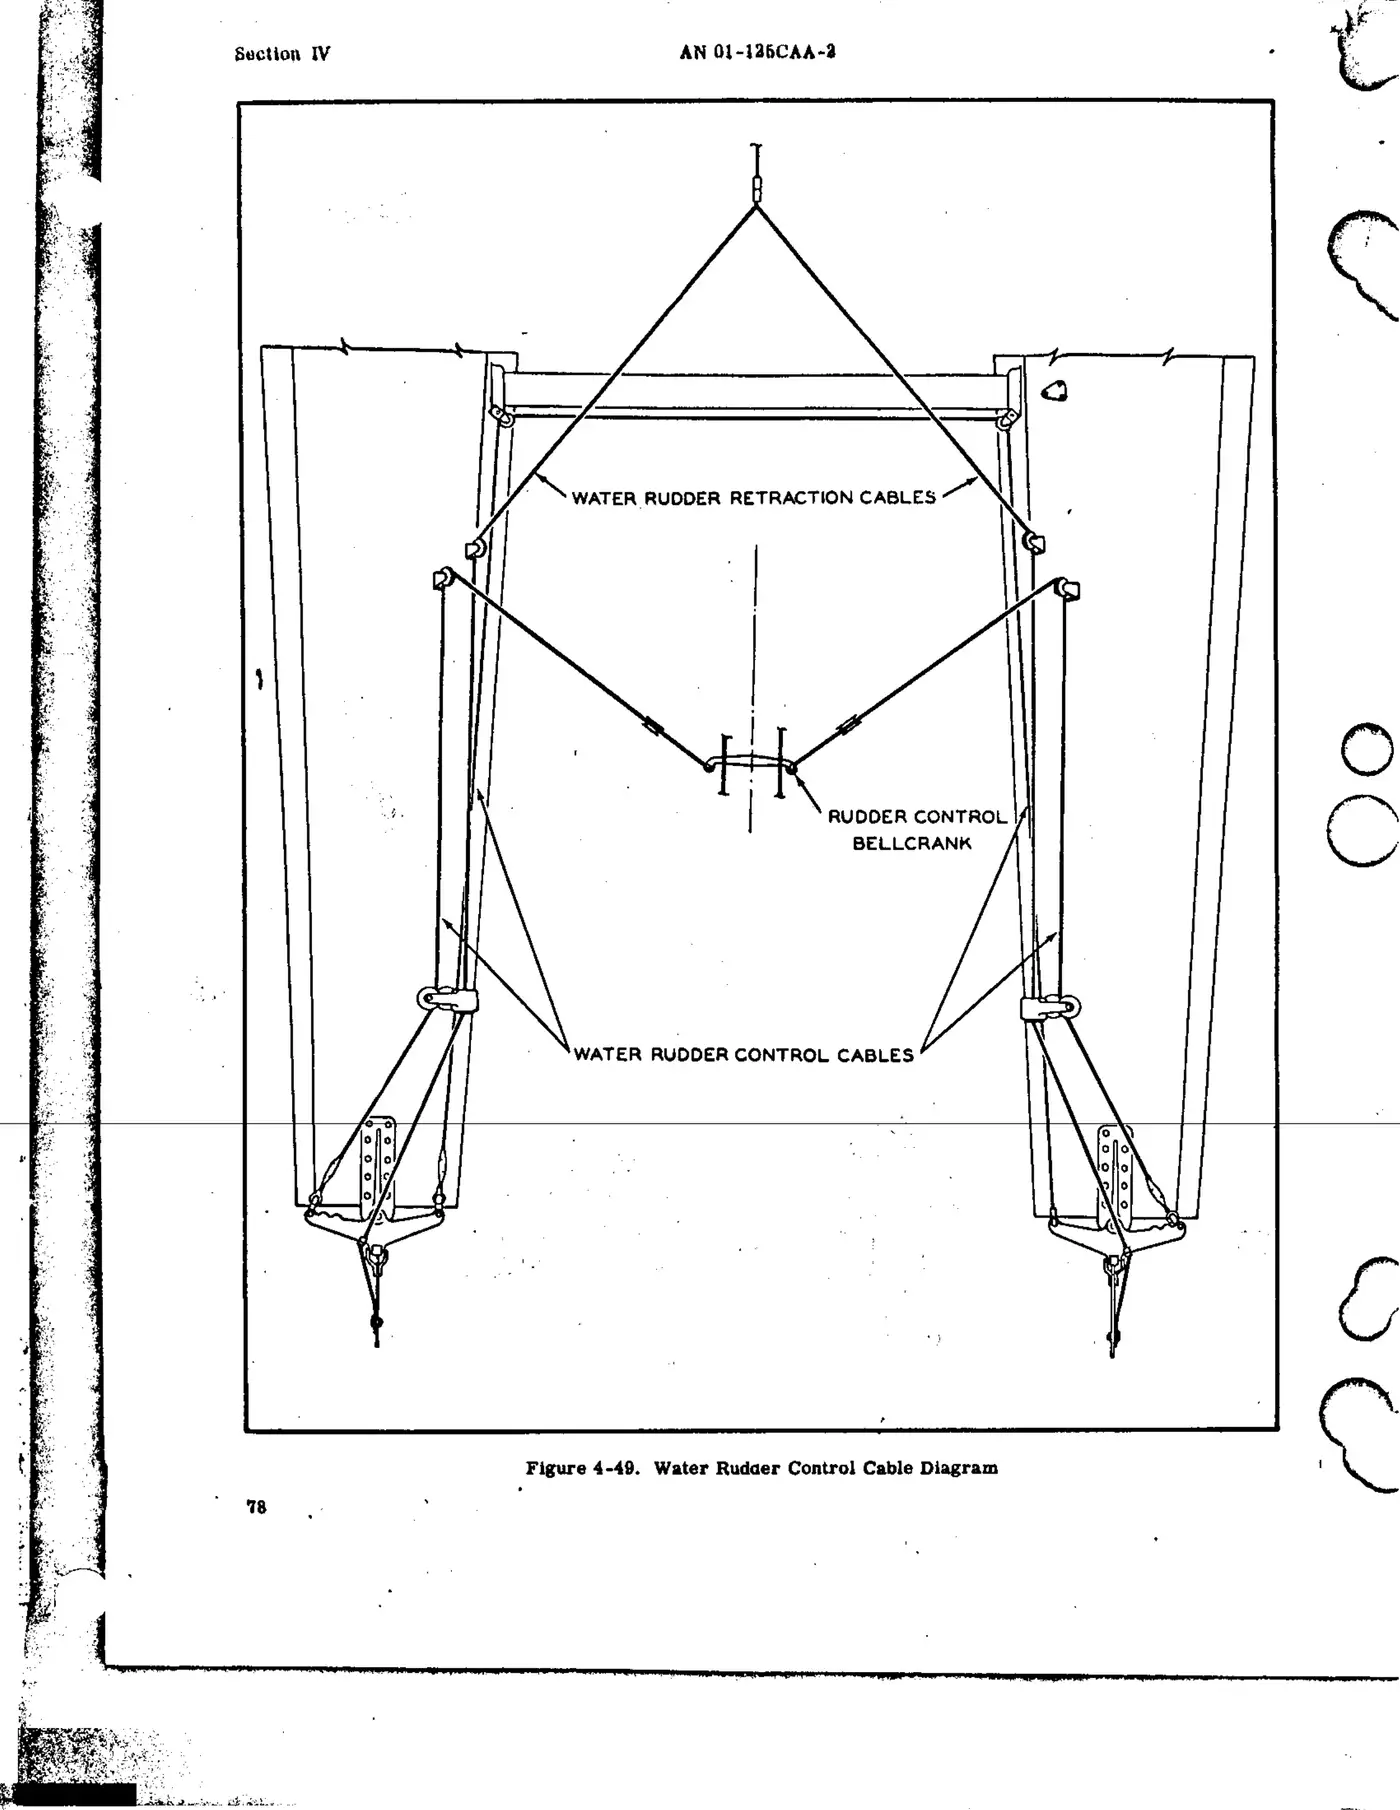 Section IV
AN 01-125CAA-2
WATER RUDDER RETRACTION CABLES
RUDDER CONTROL
BELLCRANK
WATER RUDDER CONTROL CABLES
Figure 4-49. Water Rudder Control Cable Diagram
78